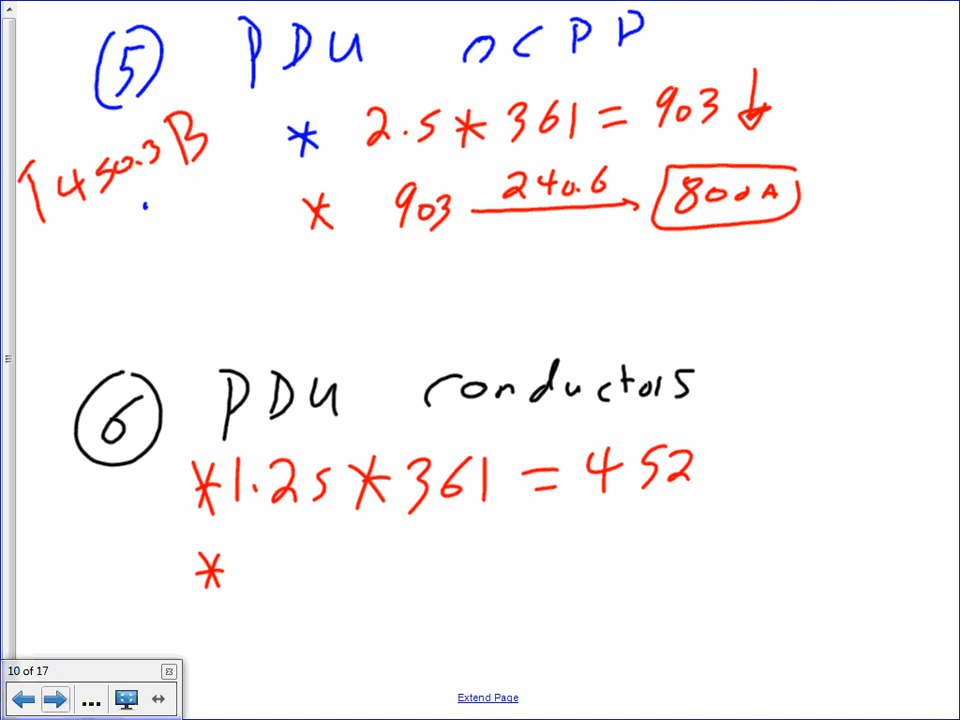 ⑤ PDU OCPD
T450.3B
* 2.5 * 361 = 903 ↓
* 903 240.6 → 800A
⑥ PDU conductors
* 1.25 * 361 = 452
*
10 of 17
...
Extend Page